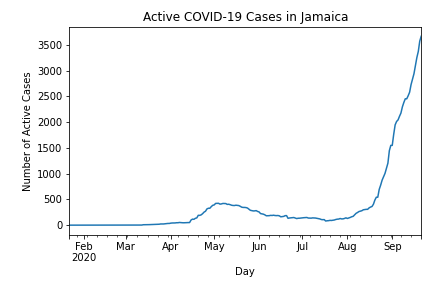 Active COVID-19 Cases in Jamaica
3500
3000
2500
2000
1500
1000
500
0
Number of Active Cases
Feb Mar Apr May Jun Jul Aug Sep
2020
Day